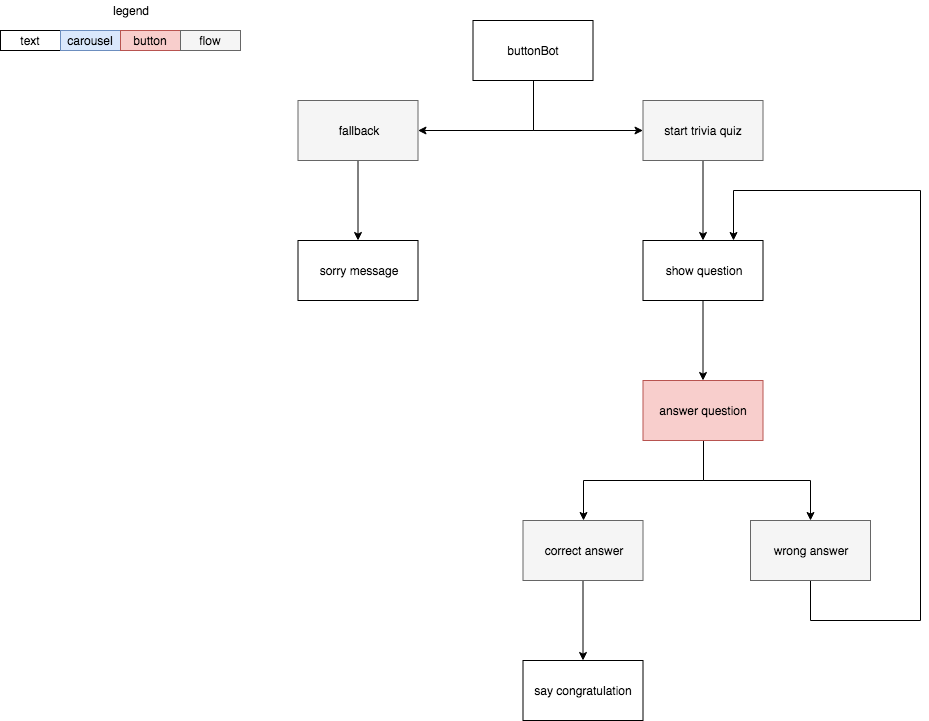 legend
text
carousel
button
flow
buttonBot
fallback
start trivia quiz
sorry message
show question
answer question
correct answer
wrong answer
say congratulation